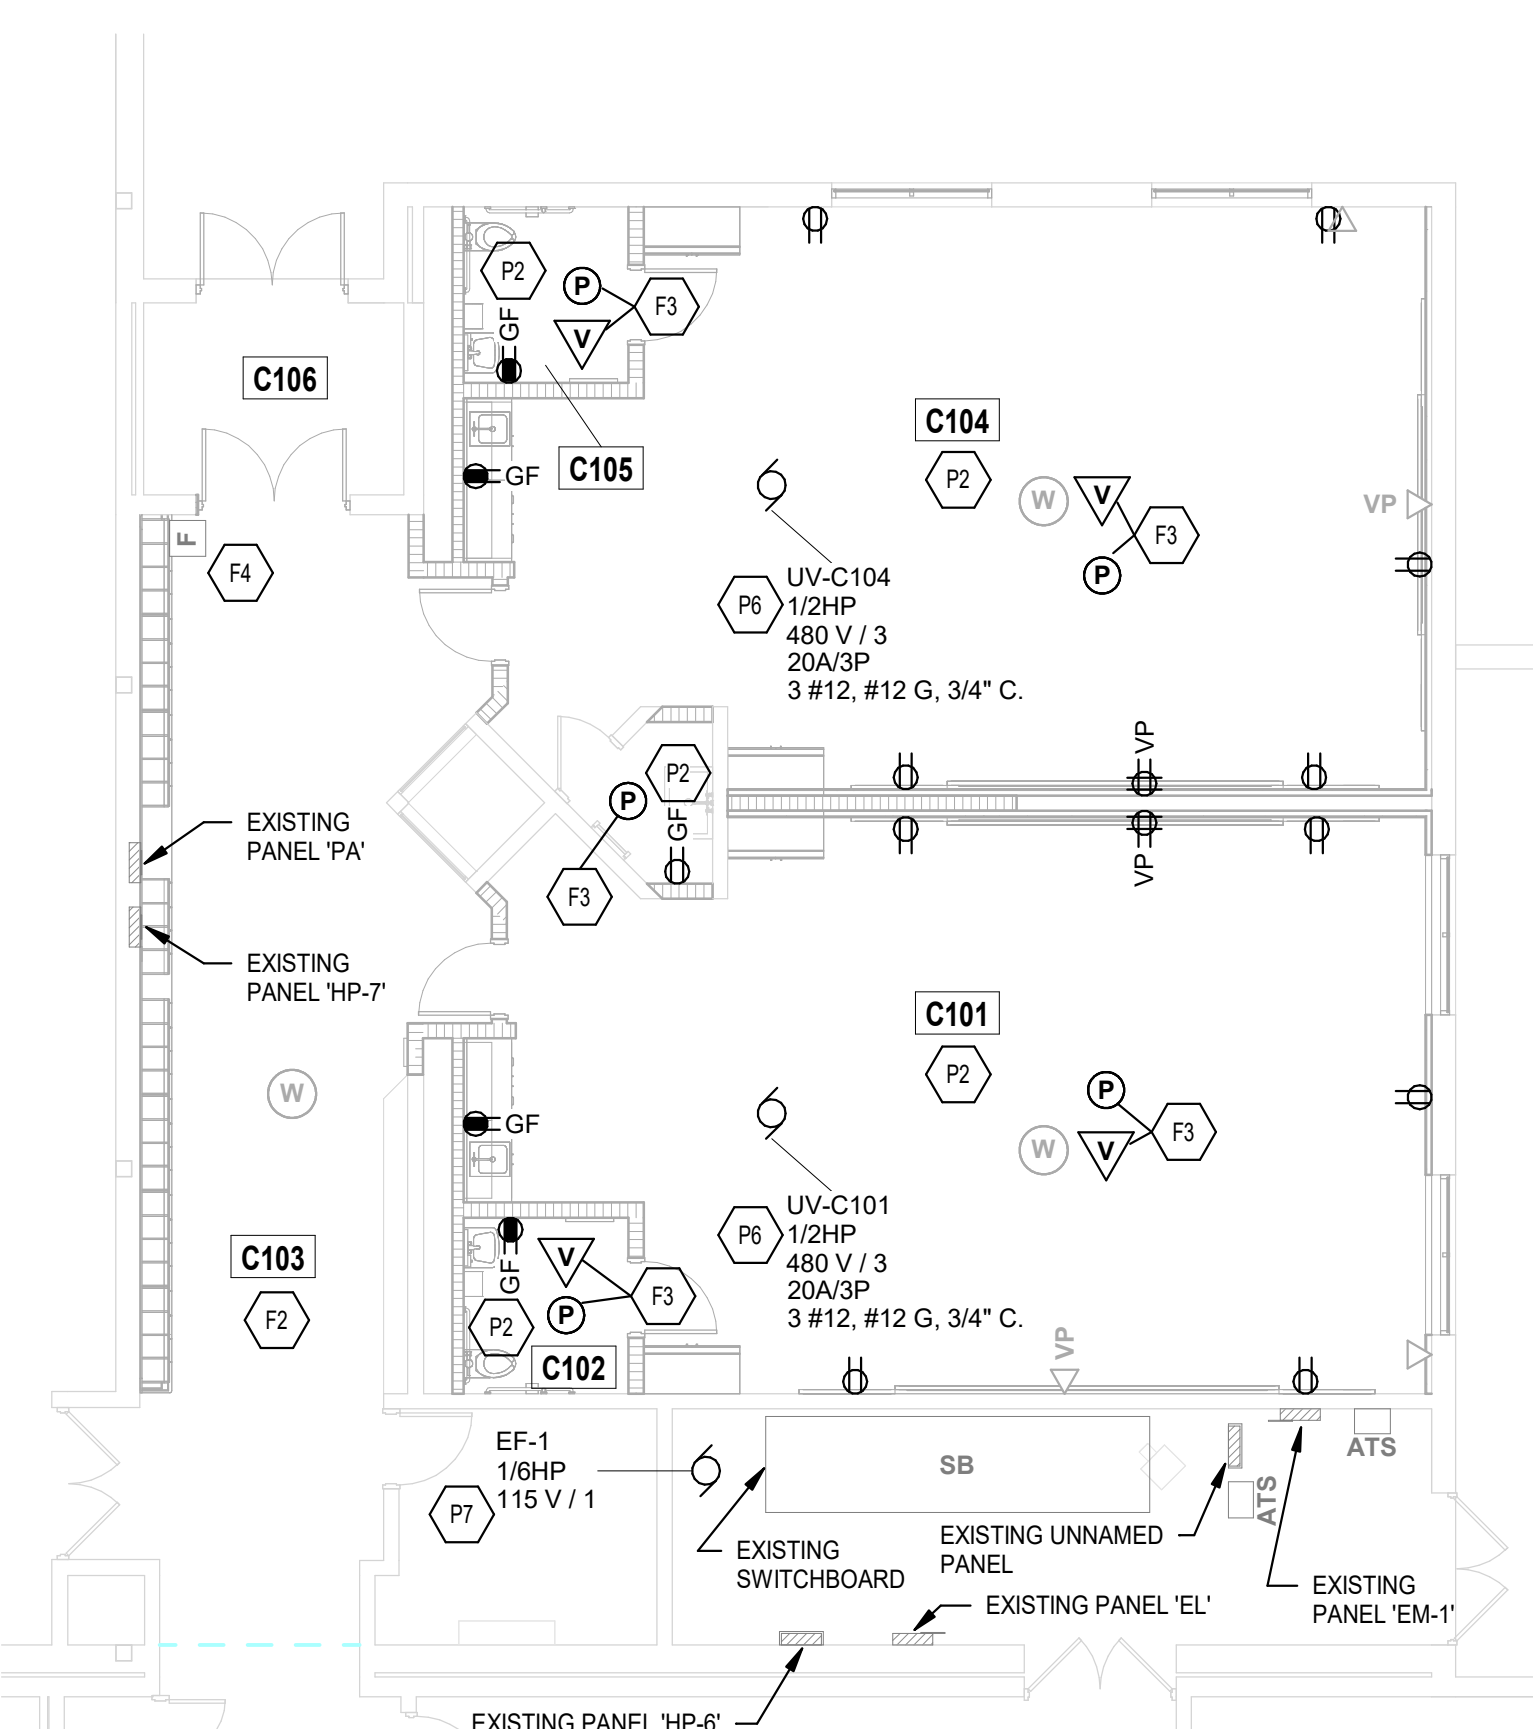 P2
P
F3
GF
V
C106
C105
GF
C104
P2
W
V
F3
P
VP
F
F4
UV-C104
P6
1/2HP
480 V / 3
20A/3P
3 #12, #12 G, 3/4" C.
VP
P2
P
GF
EXISTING
PANEL 'PA'
F3
VP
EXISTING
PANEL 'HP-7'
C101
P2
W
GF
P
F3
W
V
UV-C101
P6
1/2HP
480 V / 3
20A/3P
3 #12, #12 G, 3/4" C.
C103
F2
GF
V
F3
P
P2
C102
VP
EF-1
1/6HP
115 V / 1
P7
SB
ATS
ATS
EXISTING
SWITCHBOARD
EXISTING UNNAMED
PANEL
EXISTING
PANEL 'EM-1'
EXISTING PANEL 'EL'
EXISTING PANEL 'HP-6'